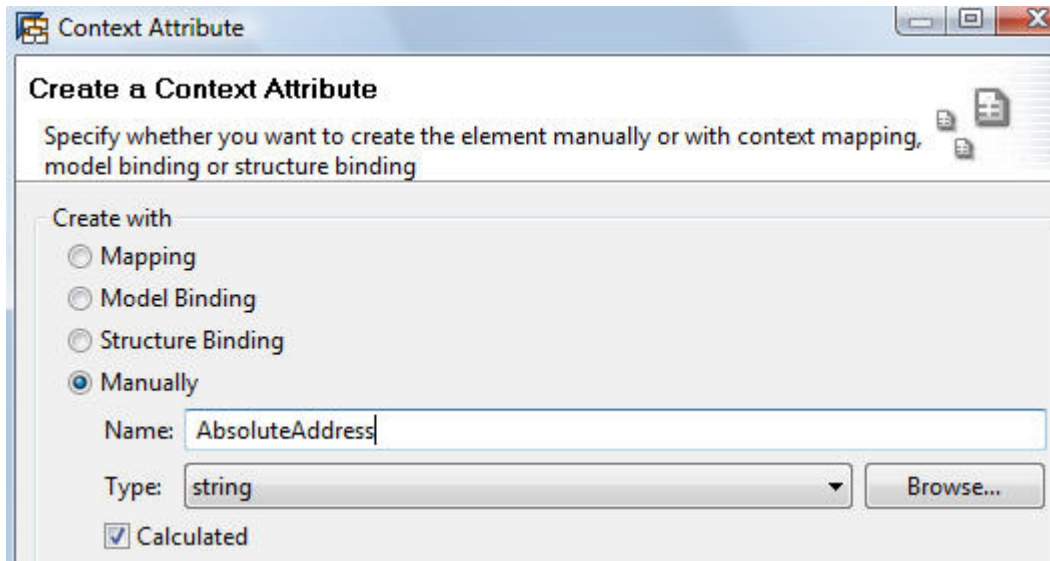 Context Attribute
Create a Context Attribute
Specify whether you want to create the element manually or with context mapping,
model binding or structure binding
Create with
Mapping
Model Binding
Structure Binding
Manually
Name: AbsoluteAddress
Type: string Browse...
Calculated